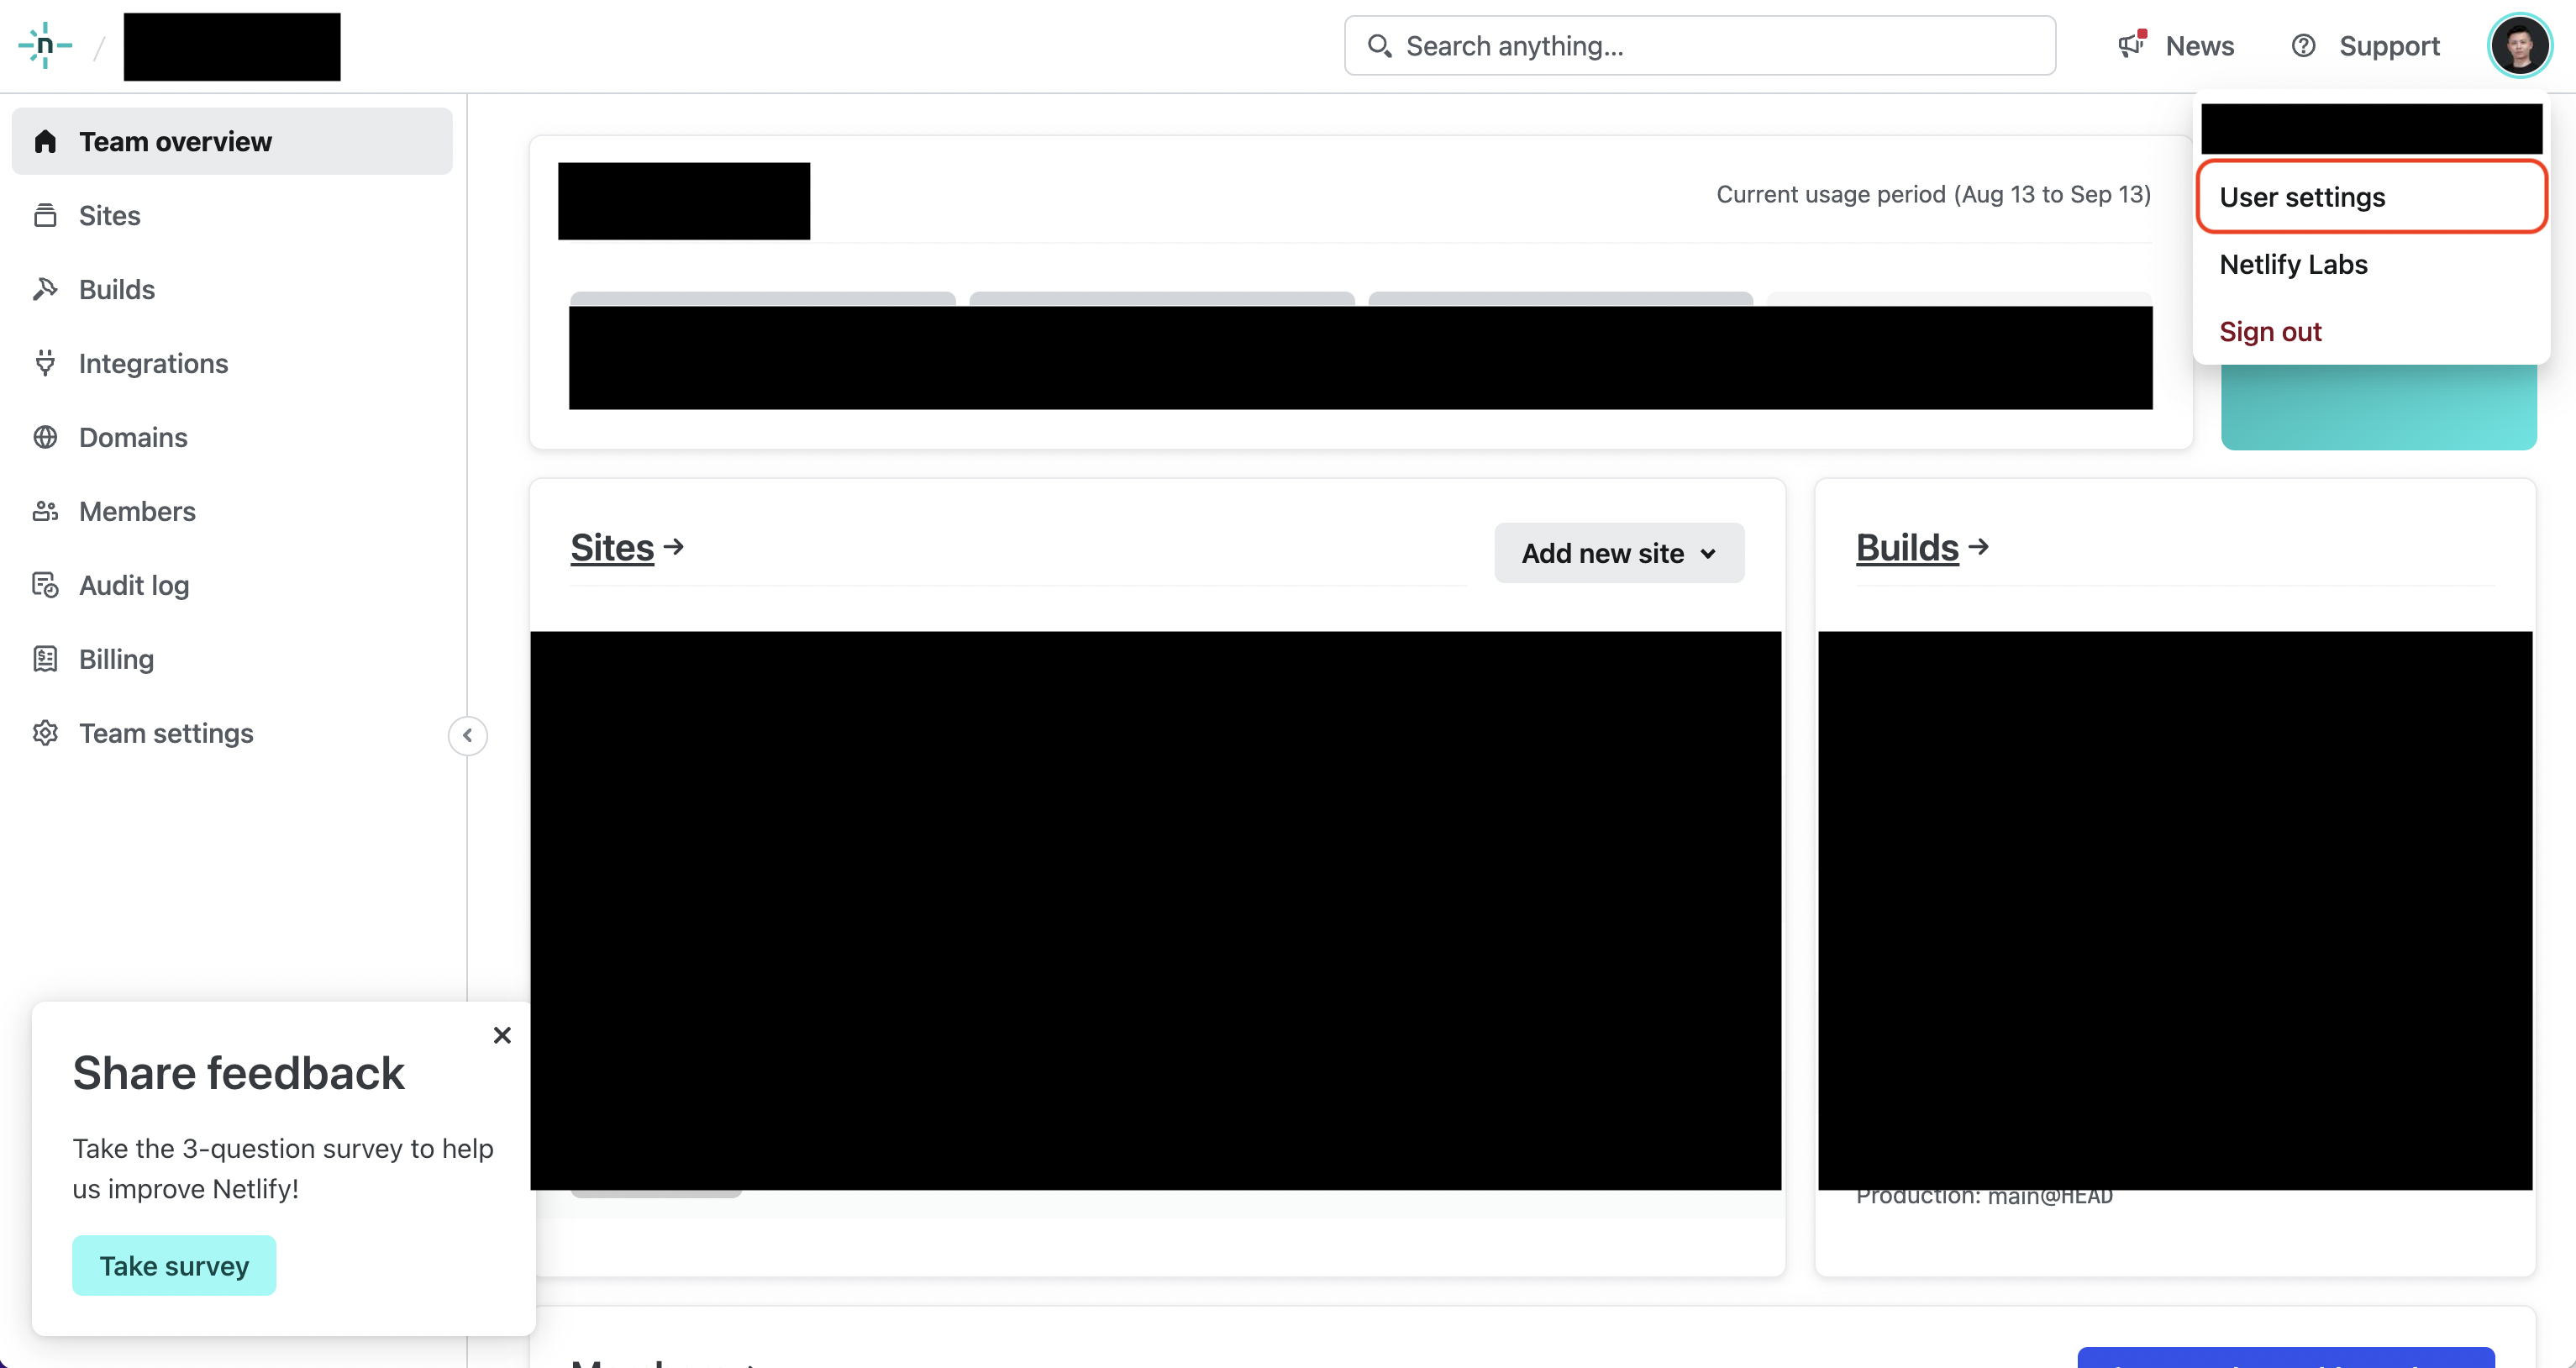 n
/
Search anything...
News
Support
Team overview
Sites
Builds
Integrations
Domains
Members
Audit log
Billing
Team settings
Current usage period (Aug 13 to Sep 13)
User settings
Netlify Labs
Sign out
Sites →
Add new site
Builds →
Production: main@HEAD
Share feedback
Take the 3-question survey to help
us improve Netlify!
Take survey